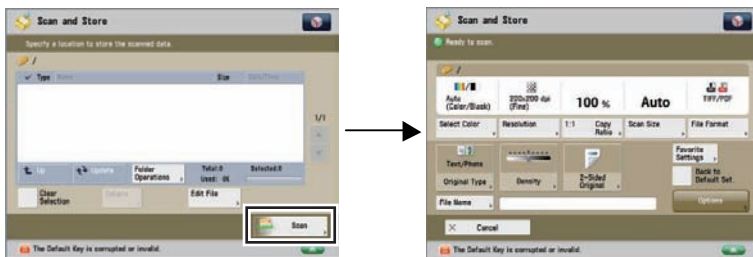 Scan and Store
Specify a location to store the scanned data.
/
Type Name Size Date/Time
1/1
Up Update Folder Operations Total:0 Used: 0% Selected:0
Clear Selection Details Edit File
Scan
The Default Key is corrupted or invalid.
Scan and Store
Ready to scan.
/
Auto (Color/Black) 200x200 dpi (Fine) 100 % Auto TIFF/PDF
Select Color Resolution 1:1 Copy Ratio Scan Size File Format
Text/Photo
Original Type Density 2-Sided Original
Favorite Settings
Back to Default Set.
File Name Options
Cancel
The Default Key is corrupted or invalid.